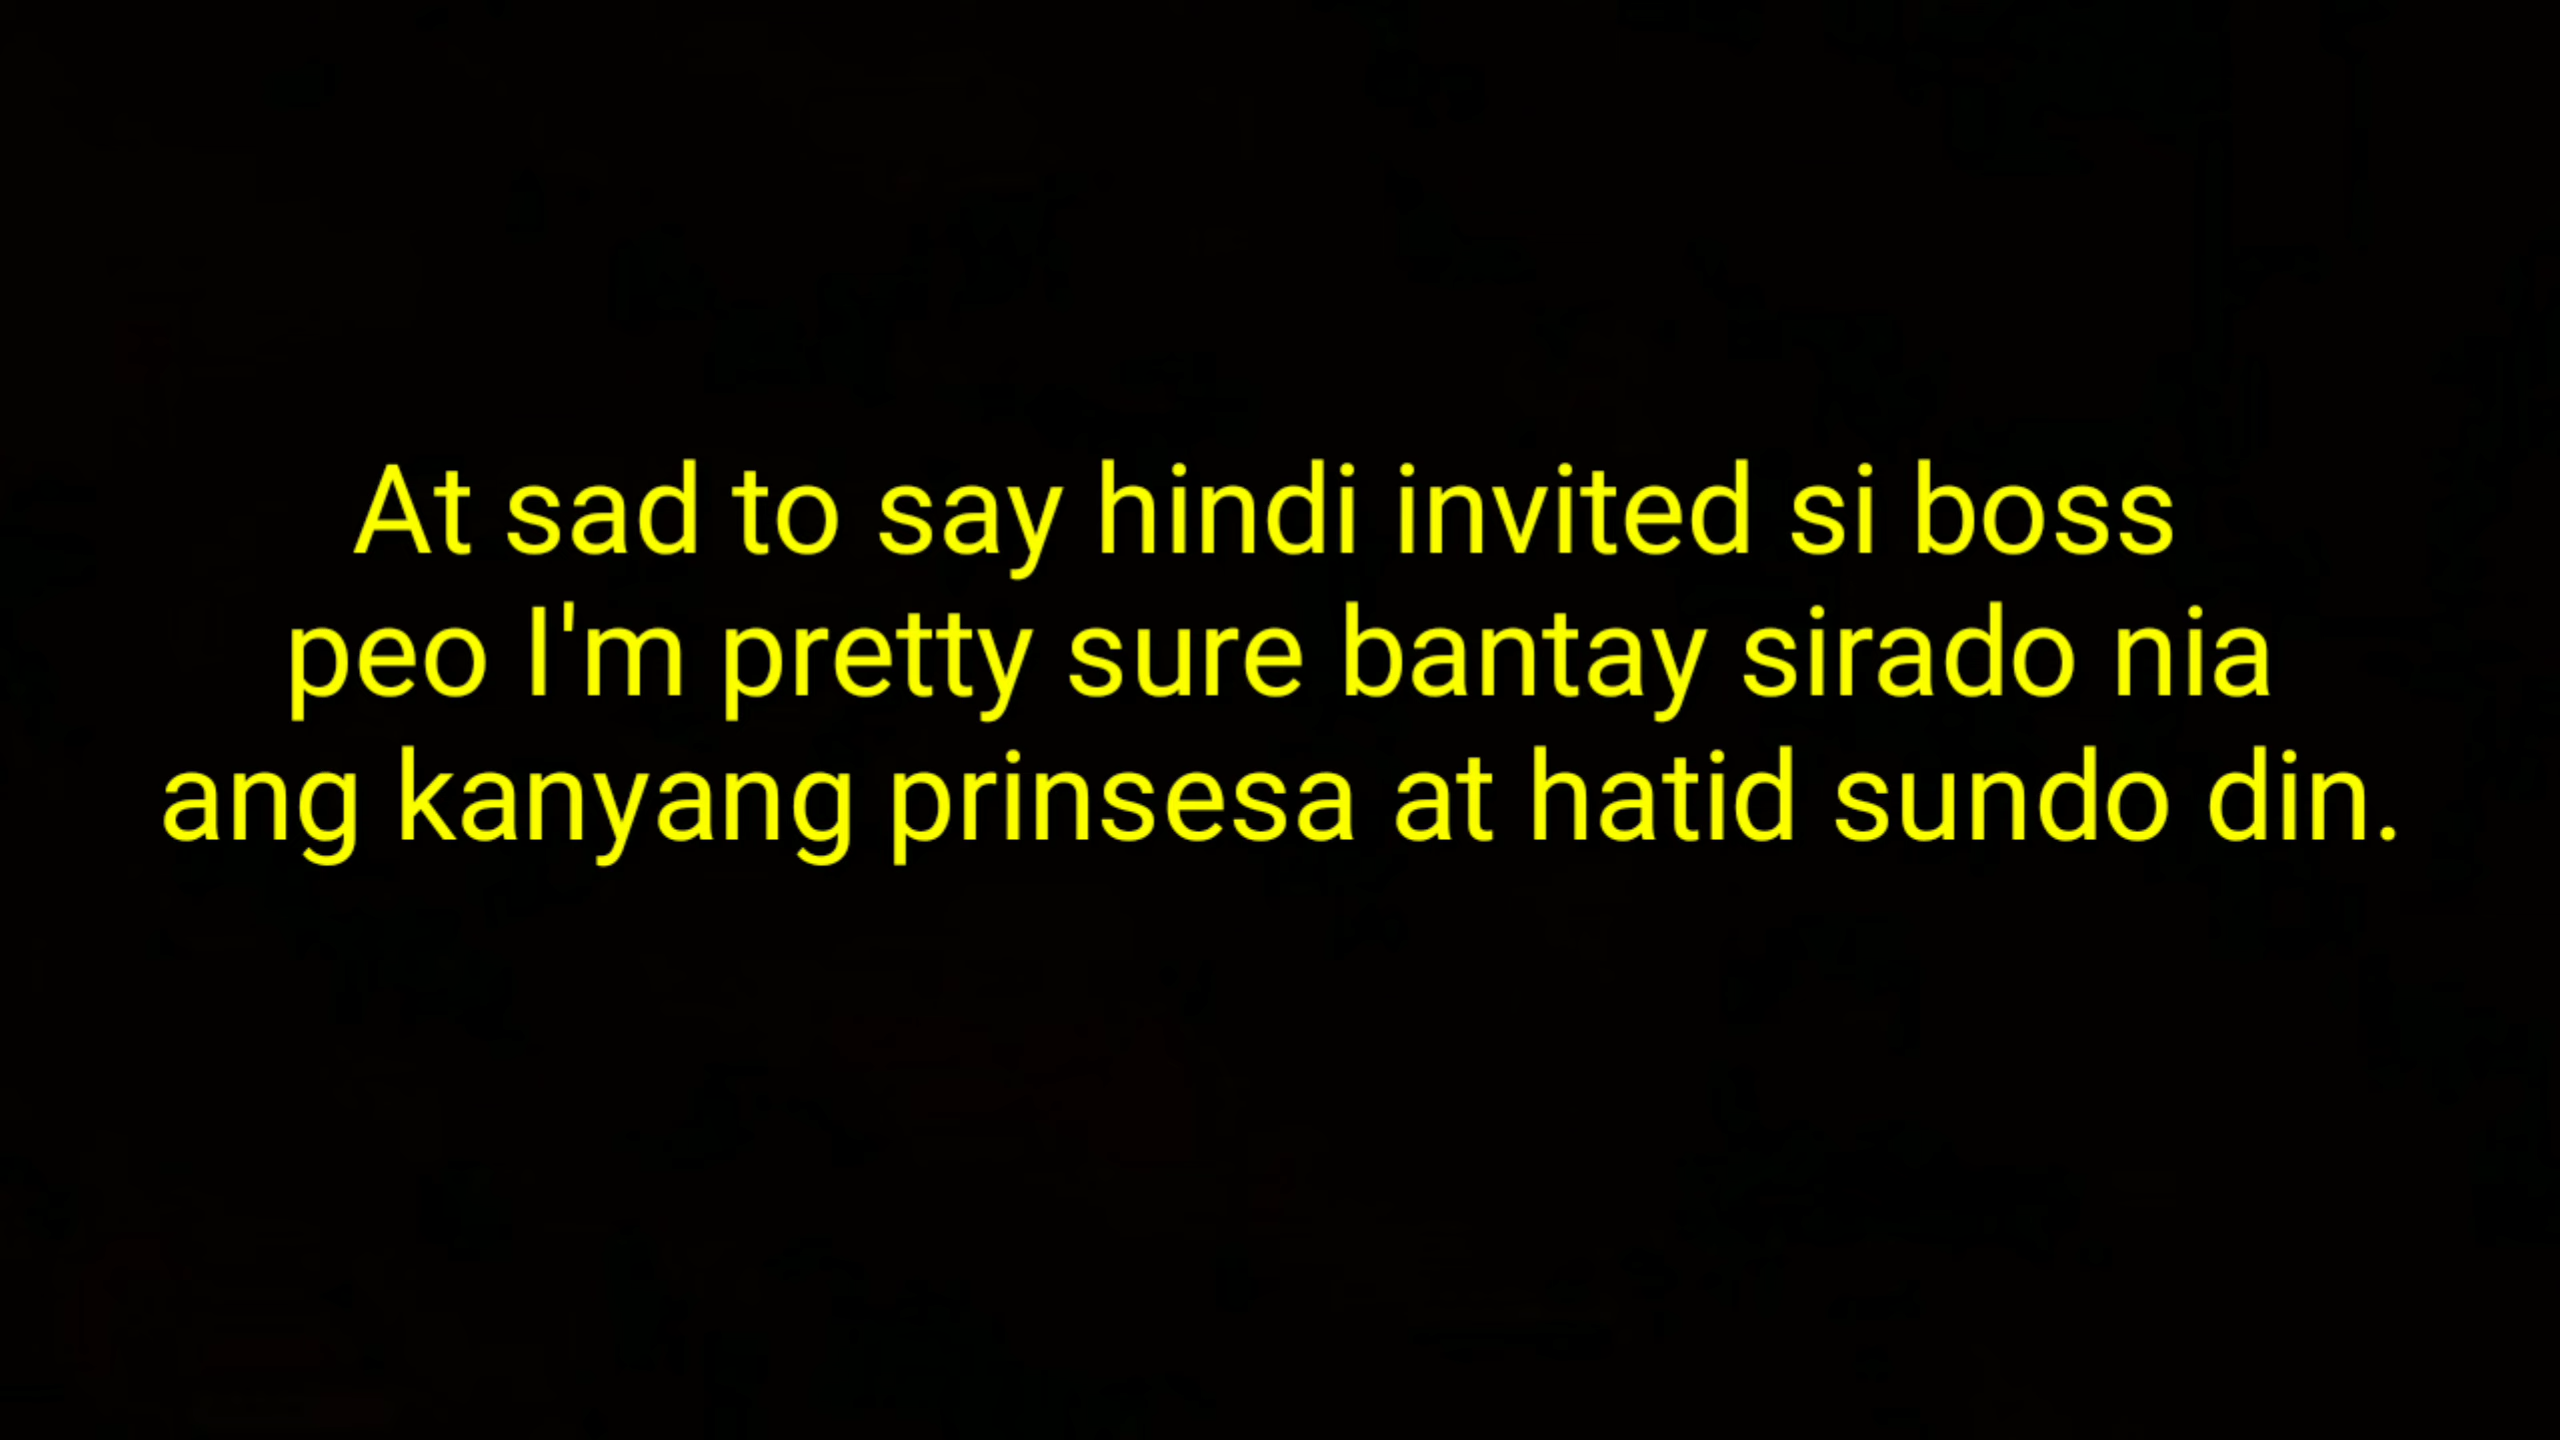 At sad to say hindi invited si boss
peo I'm pretty sure bantay sirado nia
ang kanyang prinsesa at hatid sundo din.